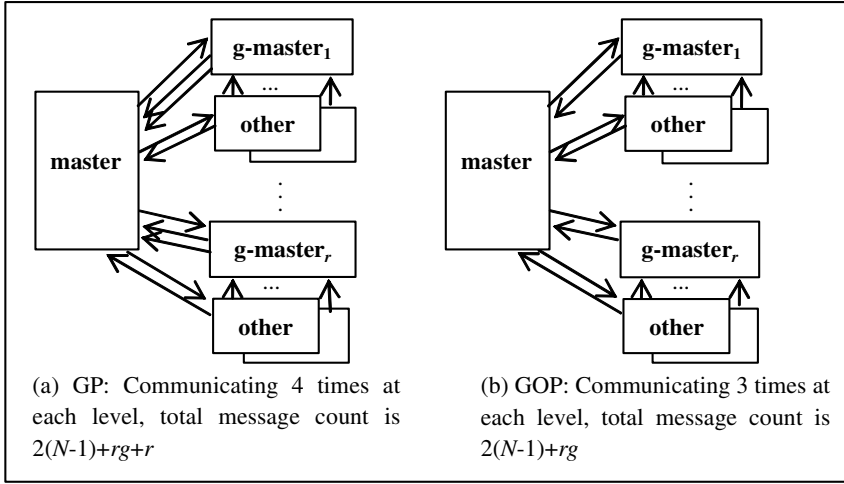 g-master1
...
other
master
...
g-masterr
...
other
(a) GP: Communicating 4 times at
each level, total message count is
2(N-1)+rg+r
g-master1
...
other
master
...
g-masterr
...
other
(b) GOP: Communicating 3 times at
each level, total message count is
2(N-1)+rg